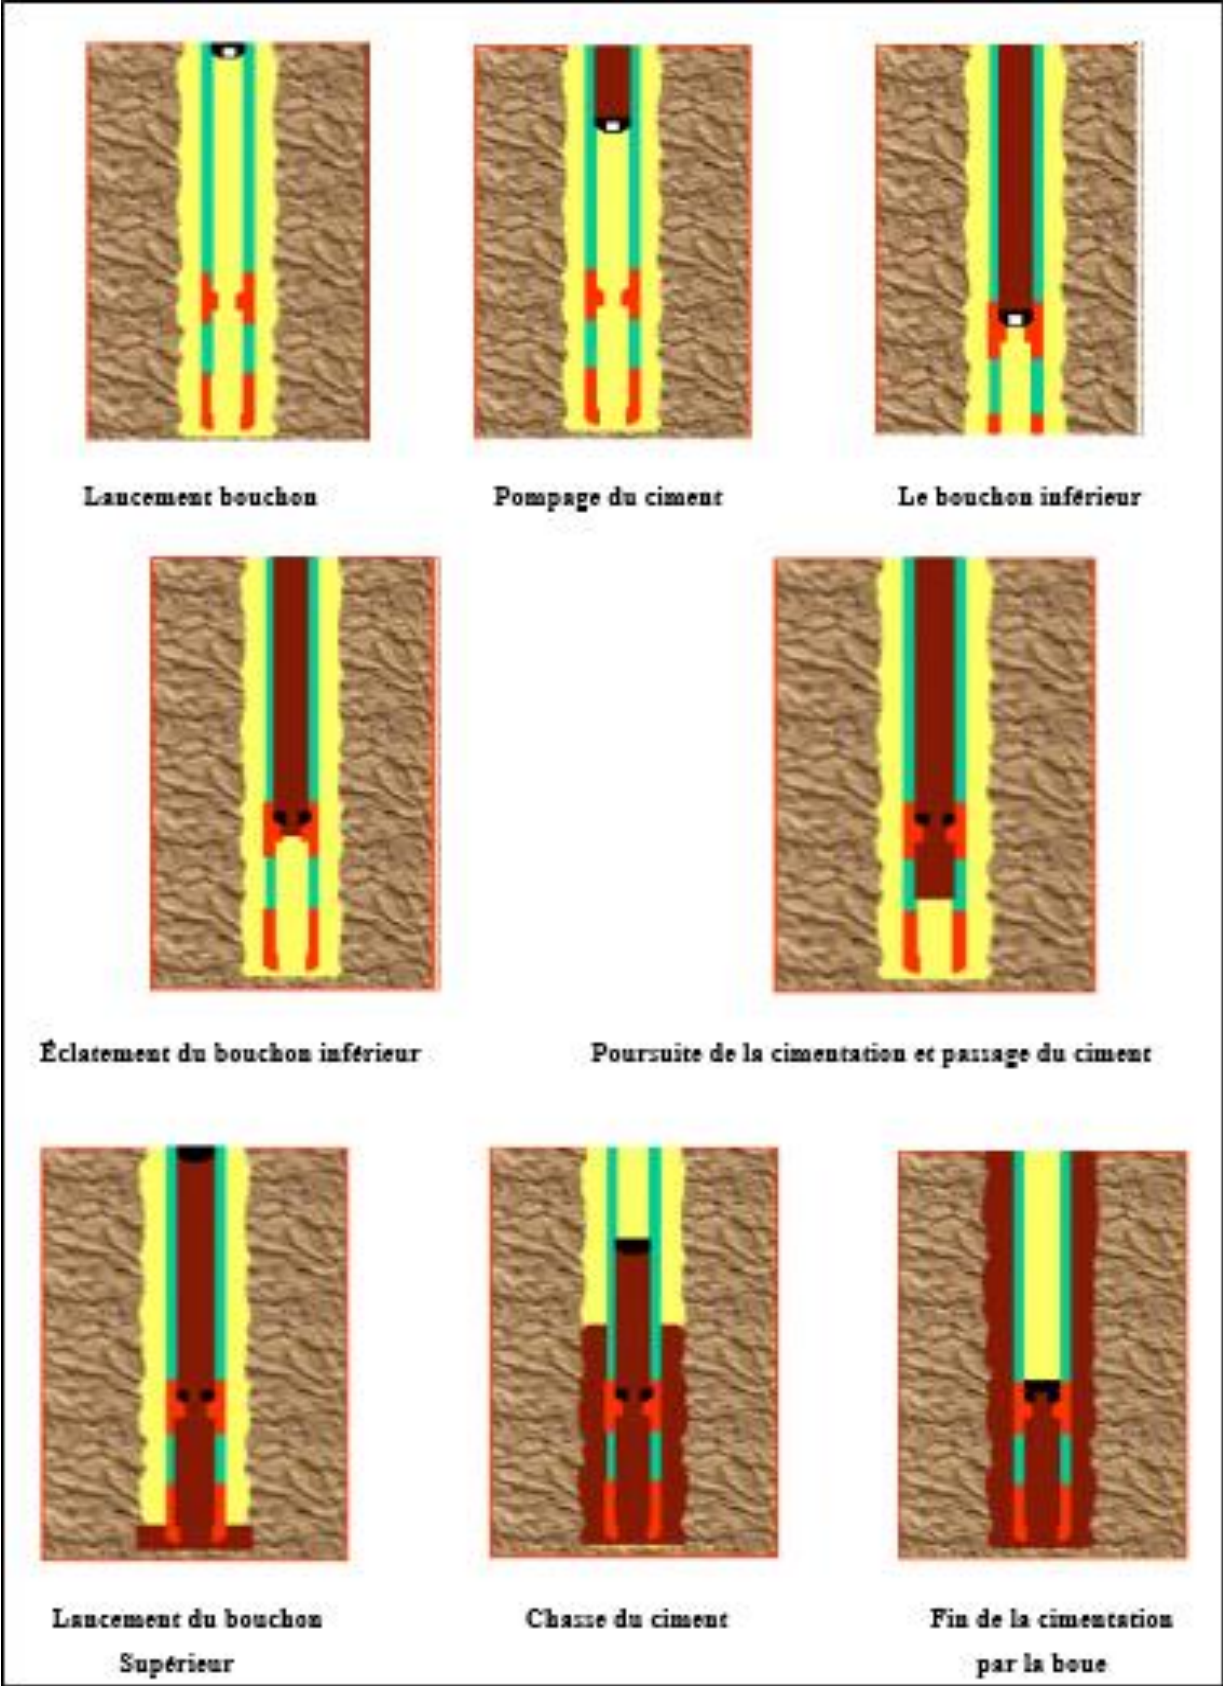 Lancement bouchon
Pompage du ciment
Le bouchon inférieur
Éclatement du bouchon inférieur
Poursuite de la cimentation et passage du ciment
Lancement du bouchon
Supérieur
Chasse du ciment
Fin de la cimentation
par la boue